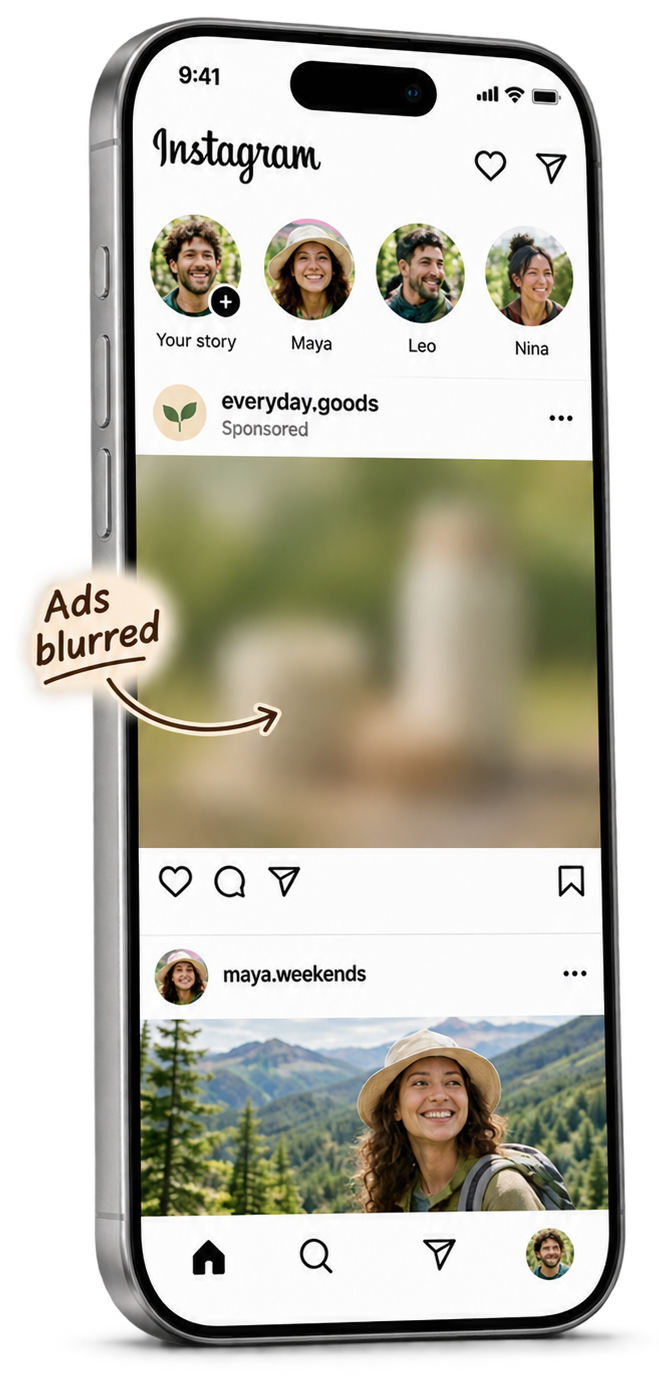 9:41
Instagram
Your story
Maya
Leo
Nina
everyday.goods
Sponsored
Ads
blurred
maya.weekends